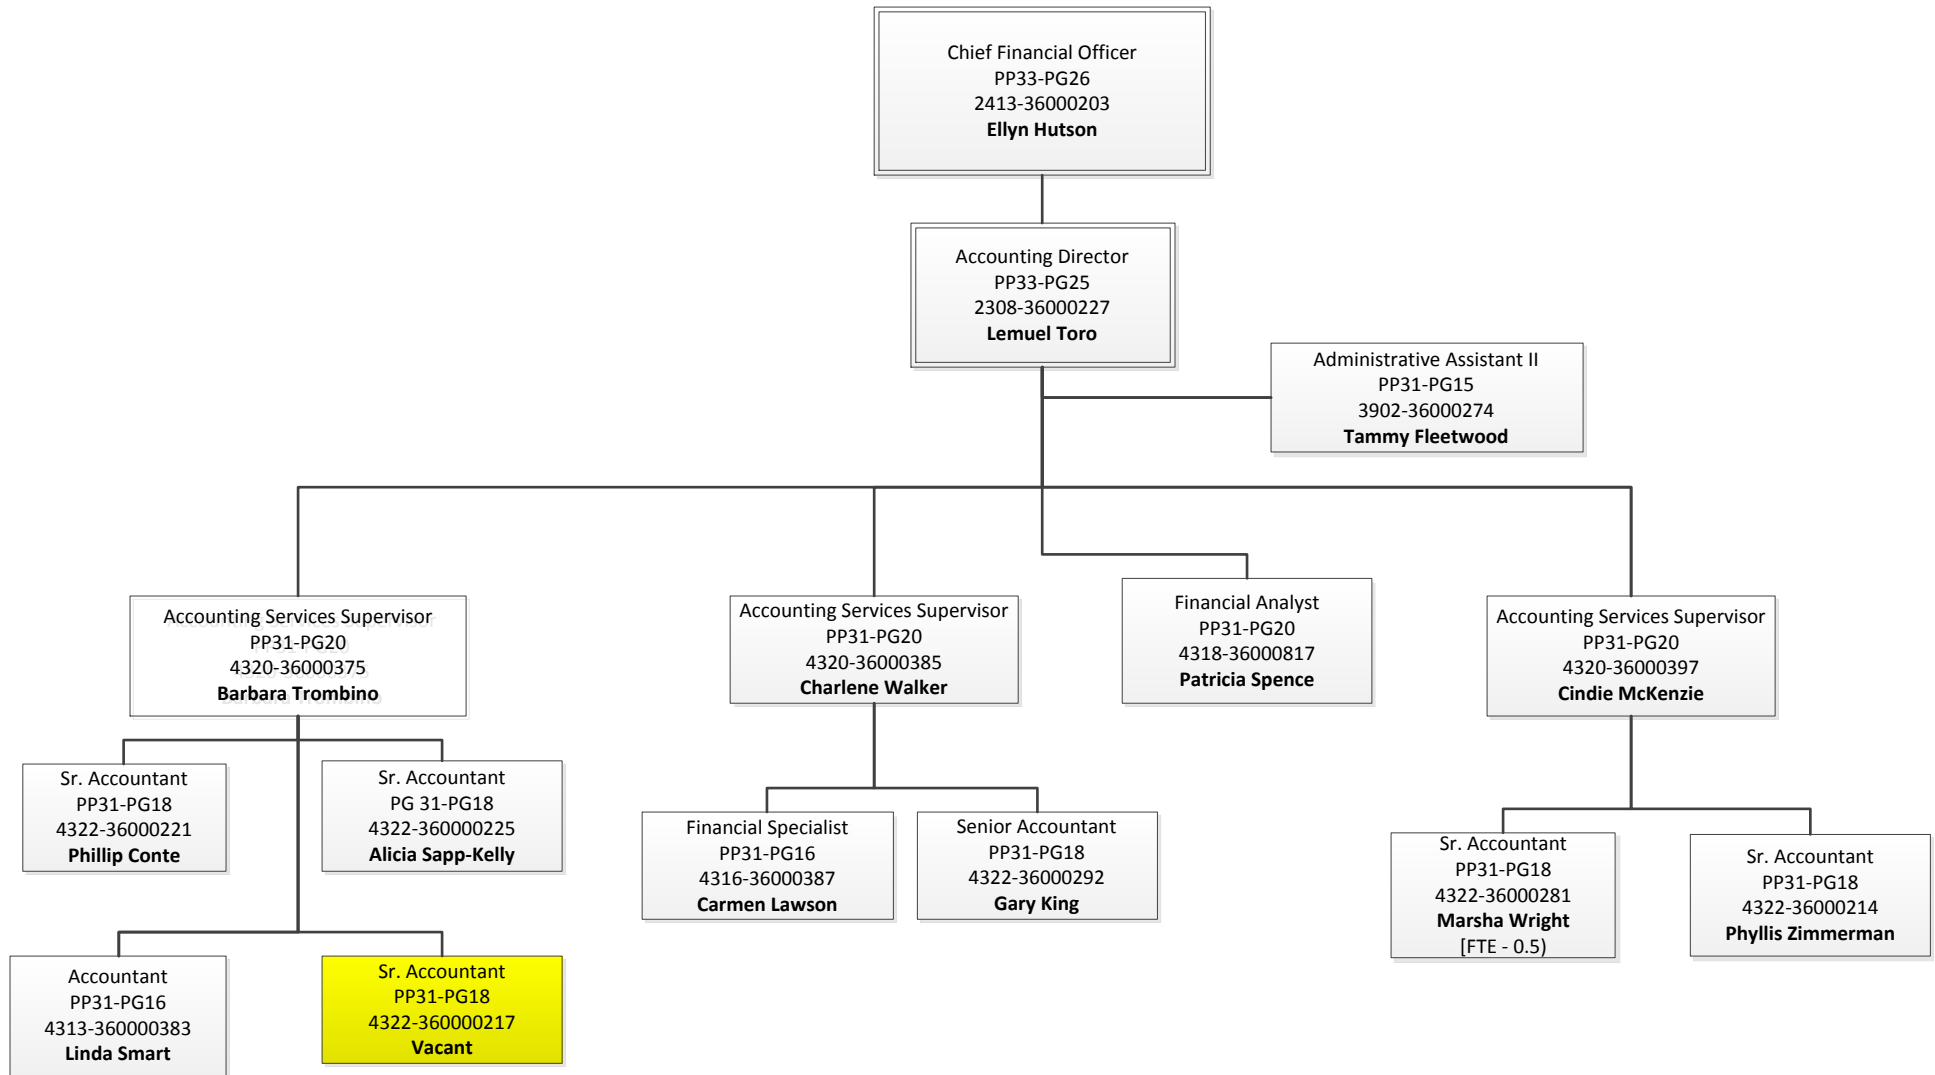 Chief Financial Officer
PP33-PG26
2413-36000203
Ellyn Hutson
Accounting Director
PP33-PG25
2308-36000227
Lemuel Toro
Administrative Assistant II
PP31-PG15
3902-36000274
Tammy Fleetwood
Accounting Services Supervisor
PP31-PG20
4320-36000375
Barbara Trombino
Accounting Services Supervisor
PP31-PG20
4320-36000385
Charlene Walker
Financial Analyst
PP31-PG20
4318-36000817
Patricia Spence
Accounting Services Supervisor
PP31-PG20
4320-36000397
Cindie McKenzie
Sr. Accountant
PP31-PG18
4322-36000221
Phillip Conte
Sr. Accountant
PG 31-PG18
4322-360000225
Alicia Sapp-Kelly
Financial Specialist
PP31-PG16
4316-36000387
Carmen Lawson
Senior Accountant
PP31-PG18
4322-36000292
Gary King
Sr. Accountant
PP31-PG18
4322-36000281
Marsha Wright
[FTE - 0.5)
Sr. Accountant
PP31-PG18
4322-36000214
Phyllis Zimmerman
Accountant
PP31-PG16
4313-360000383
Linda Smart
Sr. Accountant
PP31-PG18
4322-360000217
Vacant